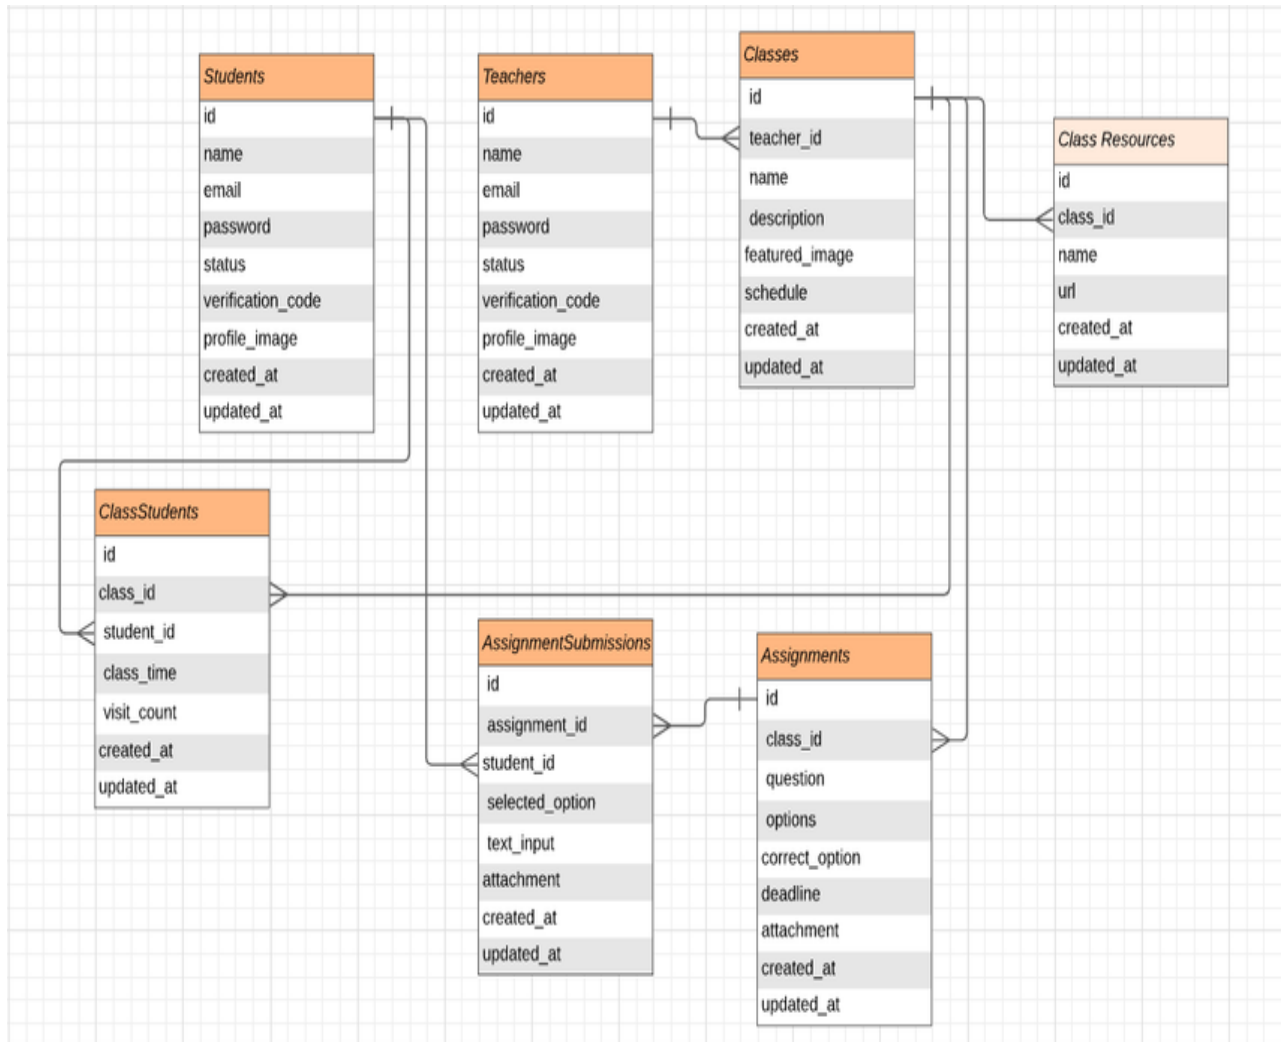 Students
id
name
email
password
status
verification_code
profile_image
created_at
updated_at
Teachers
id
name
email
password
status
verification_code
profile_image
created_at
updated_at
Classes
id
teacher_id
name
description
featured_image
schedule
created_at
updated_at
Class Resources
id
class_id
name
url
created_at
updated_at
ClassStudents
id
class_id
student_id
class_time
visit_count
created_at
updated_at
AssignmentSubmissions
id
assignment_id
student_id
selected_option
text_input
attachment
created_at
updated_at
Assignments
id
class_id
question
options
correct_option
deadline
attachment
created_at
updated_at